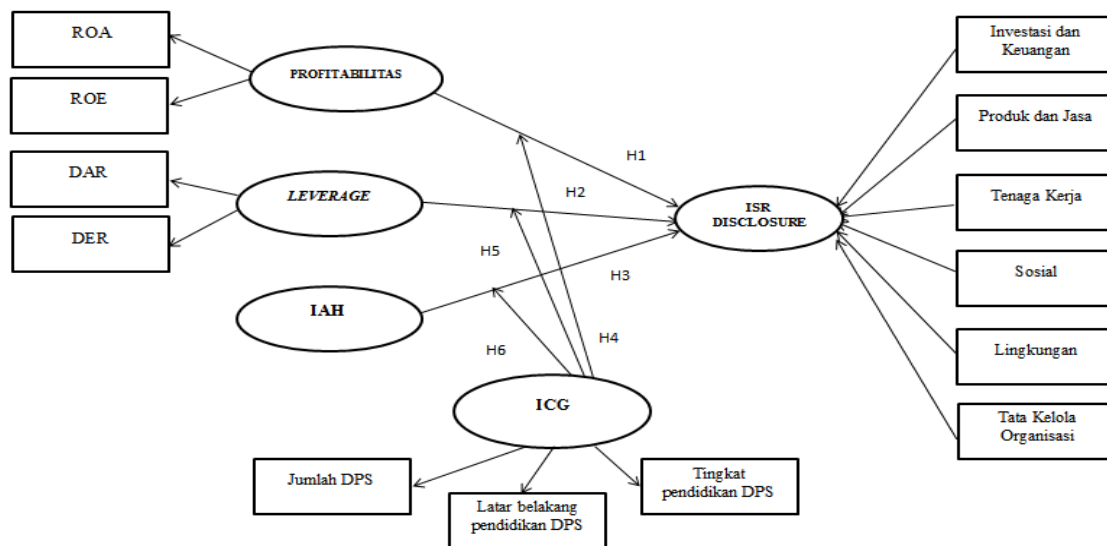 ROA
ROE
DAR
DER
PROFITABILITAS
LEVERAGE
IAH
H1
H2
H5
H3
H6
H4
ICG
Jumlah DPS
Latar belakang
pendidikan DPS
Tingkat
pendidikan DPS
ISR
DISCLOSURE
Investasi dan
Keuangan
Produk dan Jasa
Tenaga Kerja
Sosial
Lingkungan
Tata Kelola
Organisasi